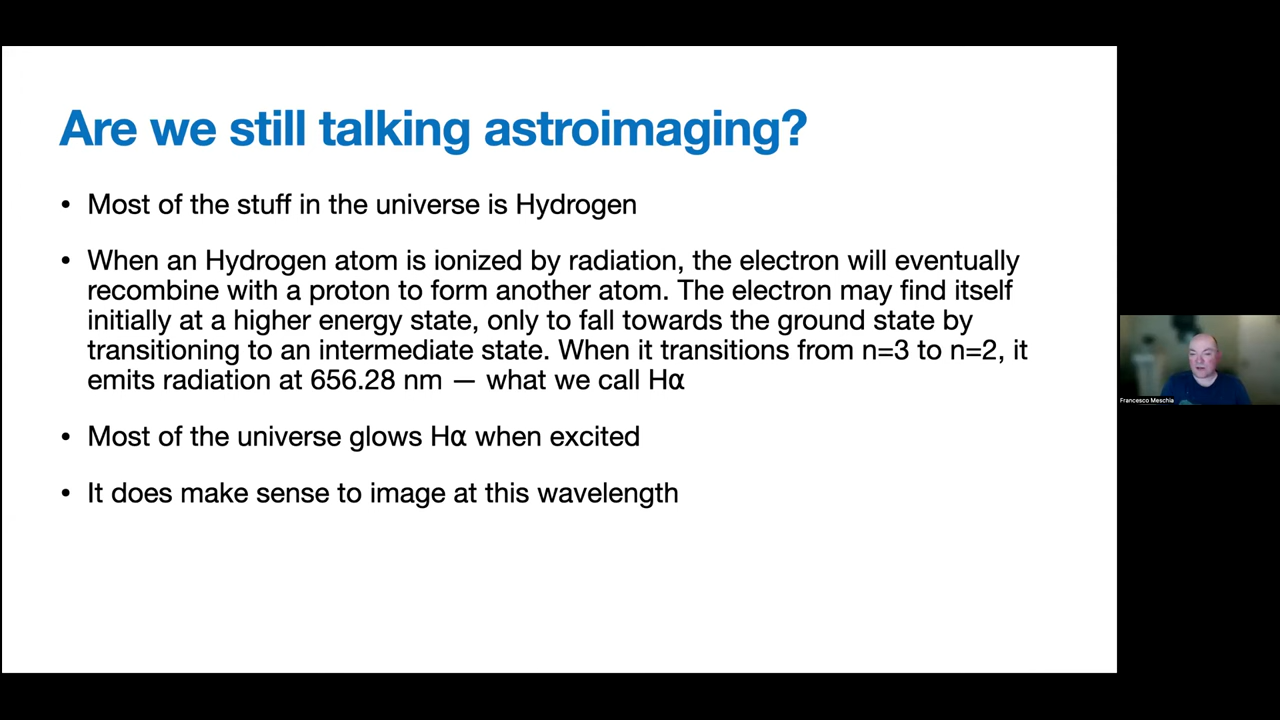 Are we still talking astroimaging?
• Most of the stuff in the universe is Hydrogen
• When an Hydrogen atom is ionized by radiation, the electron will eventually
recombine with a proton to form another atom. The electron may find itself
initially at a higher energy state, only to fall towards the ground state by
transitioning to an intermediate state. When it transitions from n=3 to n=2, it
emits radiation at 656.28 nm — what we call Hα
• Most of the universe glows Hα when excited
• It does make sense to image at this wavelength
Francesco Meschia